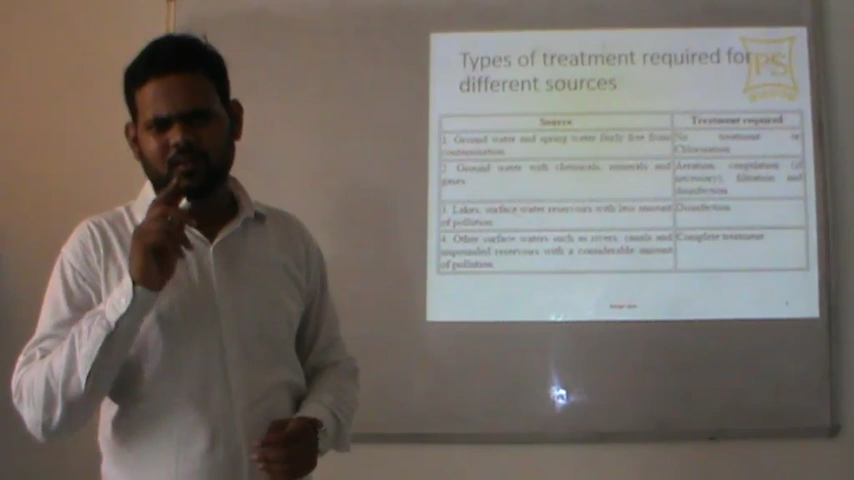 Types of treatment required for
PS
different sources
Source
Treatment required
1. Ground water and spring water fairly free from
contamination
No treatment or
Chlorination
2. Ground water with chemicals, minerals and
gases
Aeration, coagulation (if
necessary), filtration and
disinfection
3. Lakes, surface water reservoirs with less amount
of pollution
Disinfection
4. Other surface waters such as rivers, canals and
impounded reservoirs with a considerable amount
of pollution
Complete treatment